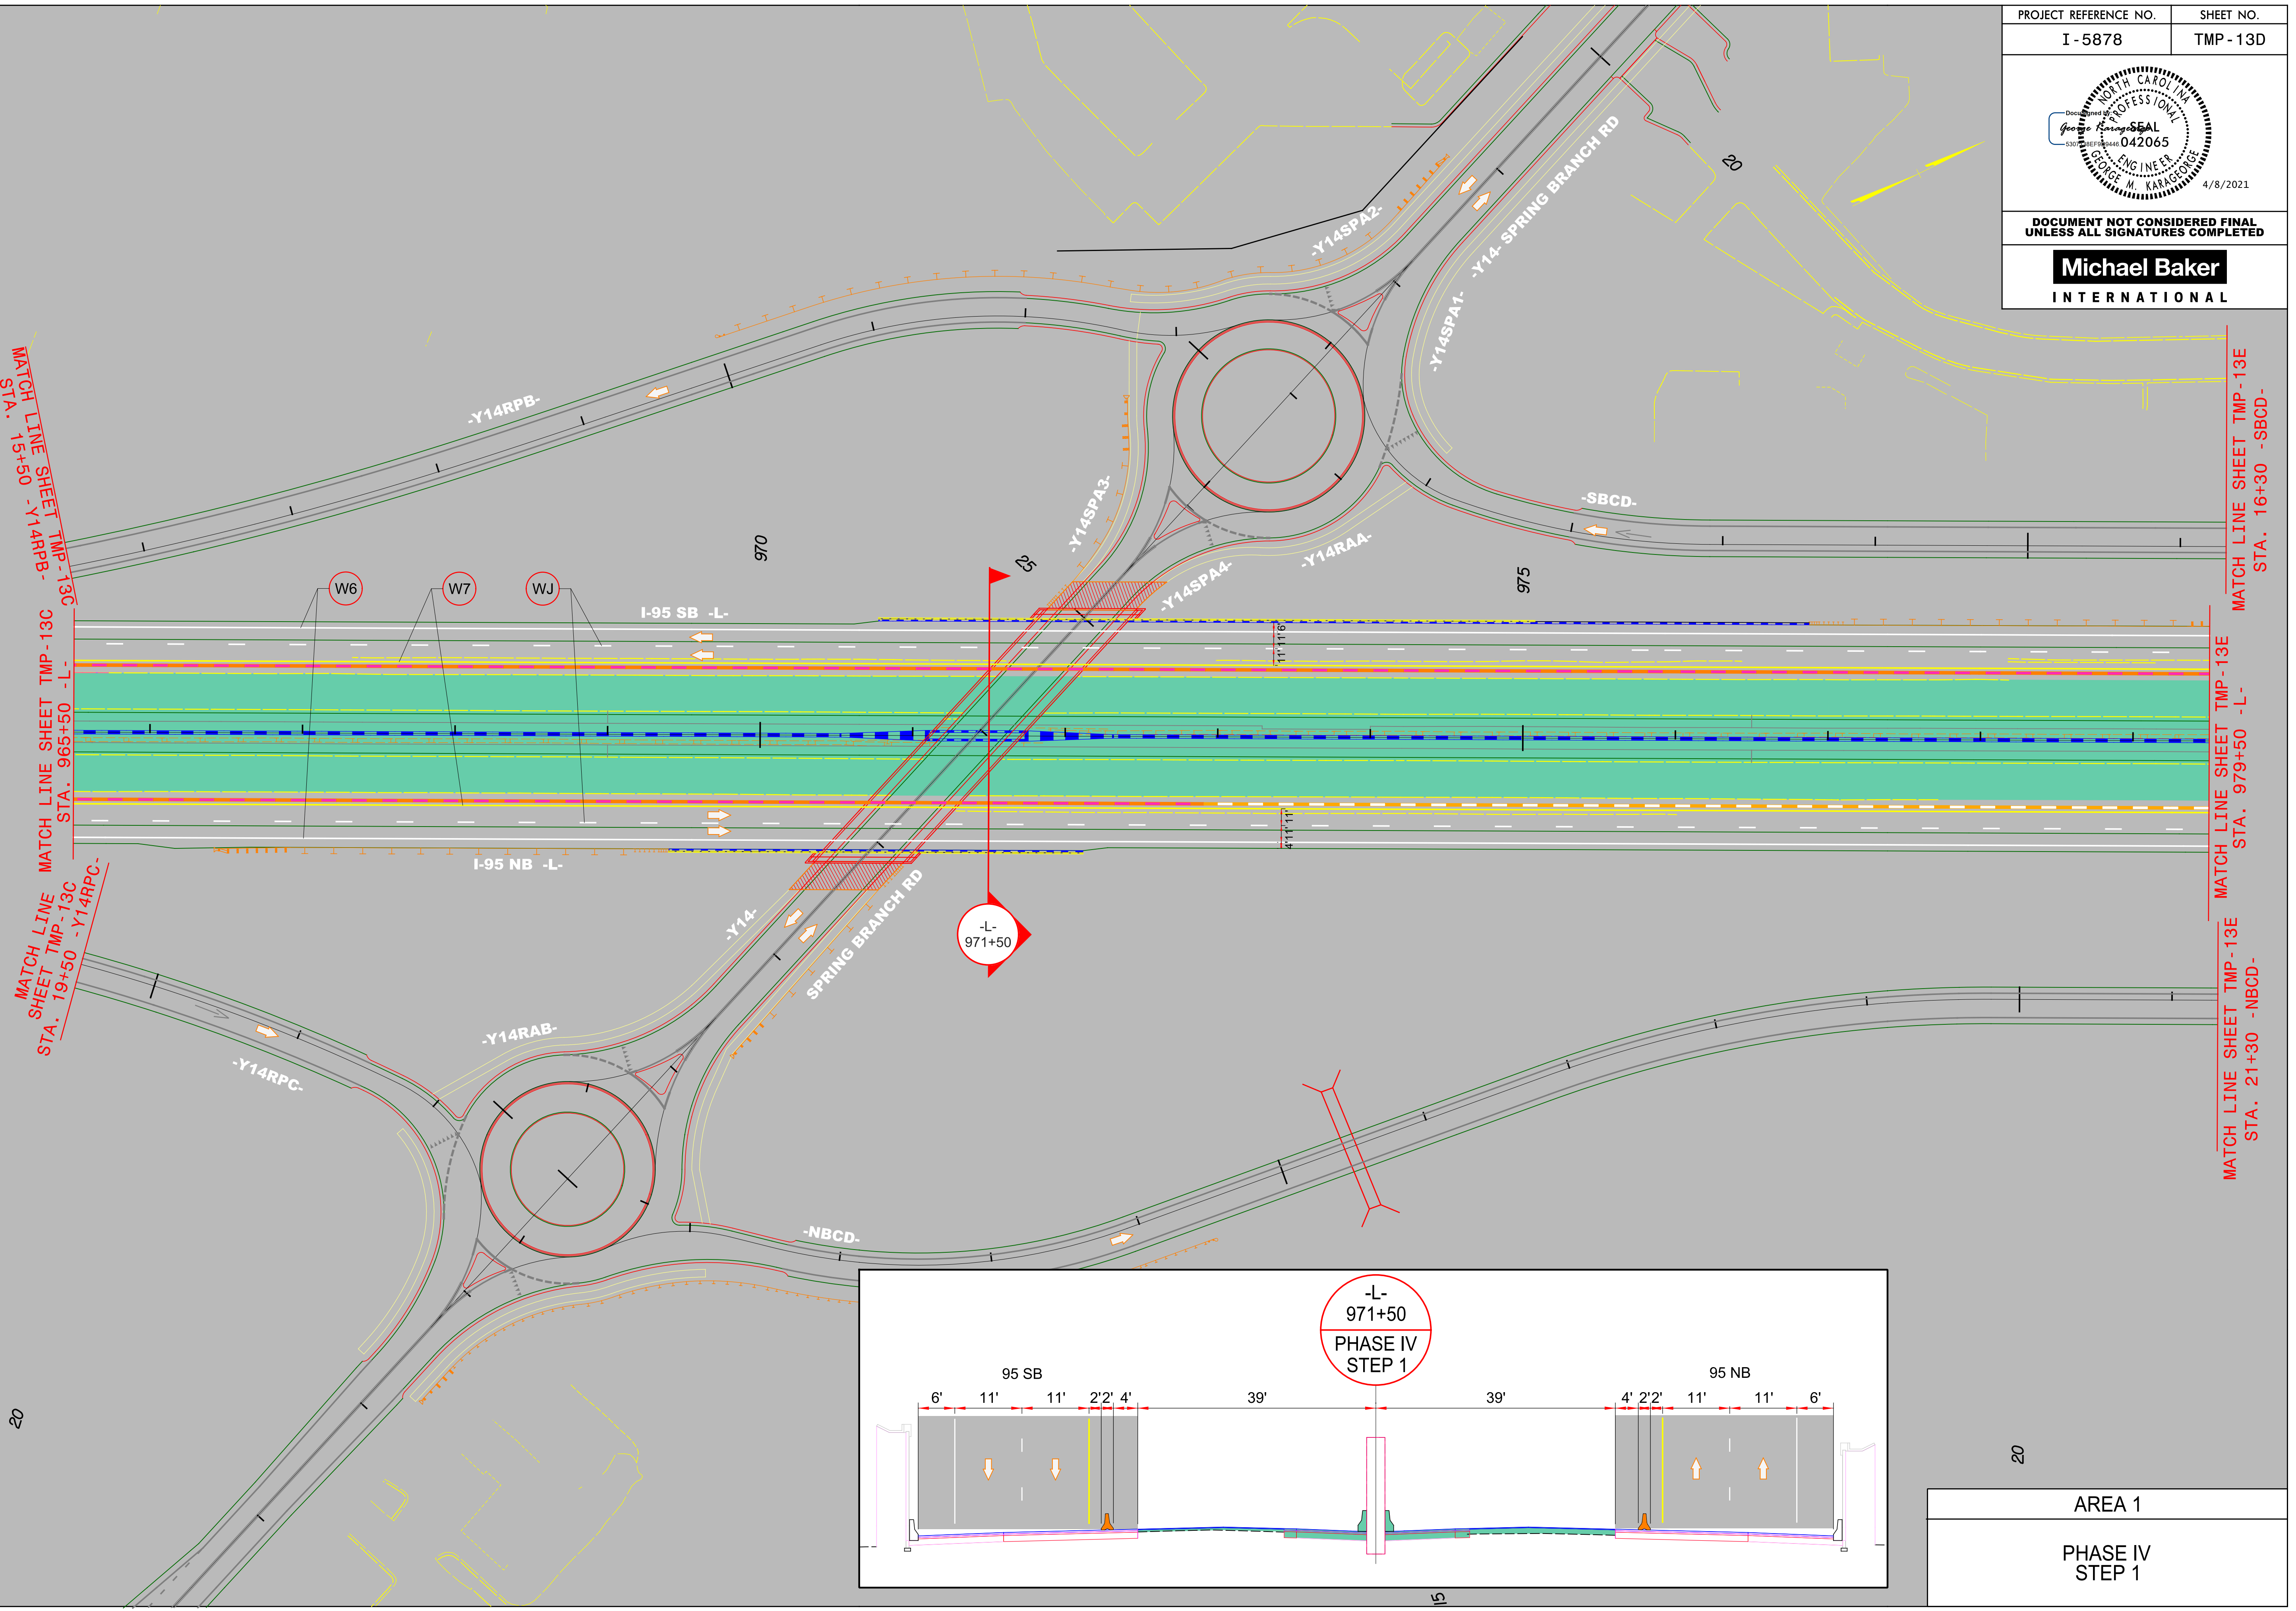 PROJECT REFERENCE NO.
SHEET NO.
I-5878
TMP-13D
NORTH CAROLINA
PROFESSIONAL
SEAL
042065
ENGINEER
GEORGE M. KARAGEORGE
4/8/2021
DOCUMENT NOT CONSIDERED FINAL
UNLESS ALL SIGNATURES COMPLETED
Michael Baker
INTERNATIONAL
-Y14SPA2-
-Y14- SPRING BRANCH RD
20
-Y14SPA1-
-Y14RPB-
MATCH LINE SHEET TMP-13C
STA. 15+50 -Y14RPB-
MATCH LINE SHEET TMP-13E
STA. 16+30 -SBCD-
-SBCD-
-Y14SPA3-
-Y14RAA-
-Y14SPA4-
970
25
975
W6
W7
WJ
I-95 SB -L-
11'11'6'
MATCH LINE SHEET TMP-13C
STA. 965+50 -L-
MATCH LINE SHEET TMP-13E
STA. 979+50 -L-
4'11'11'
I-95 NB -L-
-Y14-
SPRING BRANCH RD
-L-
971+50
MATCH LINE
SHEET TMP-13C
STA. 19+50 -Y14RPC-
MATCH LINE SHEET TMP-13E
STA. 21+30 -NBCD-
-Y14RAB-
-Y14RPC-
-NBCD-
-L-
971+50
PHASE IV
STEP 1
95 SB
95 NB
6' 11' 11' 2' 2' 4' 39' 39' 4' 2' 2' 11' 11' 6'
20
20
15
AREA 1
PHASE IV
STEP 1